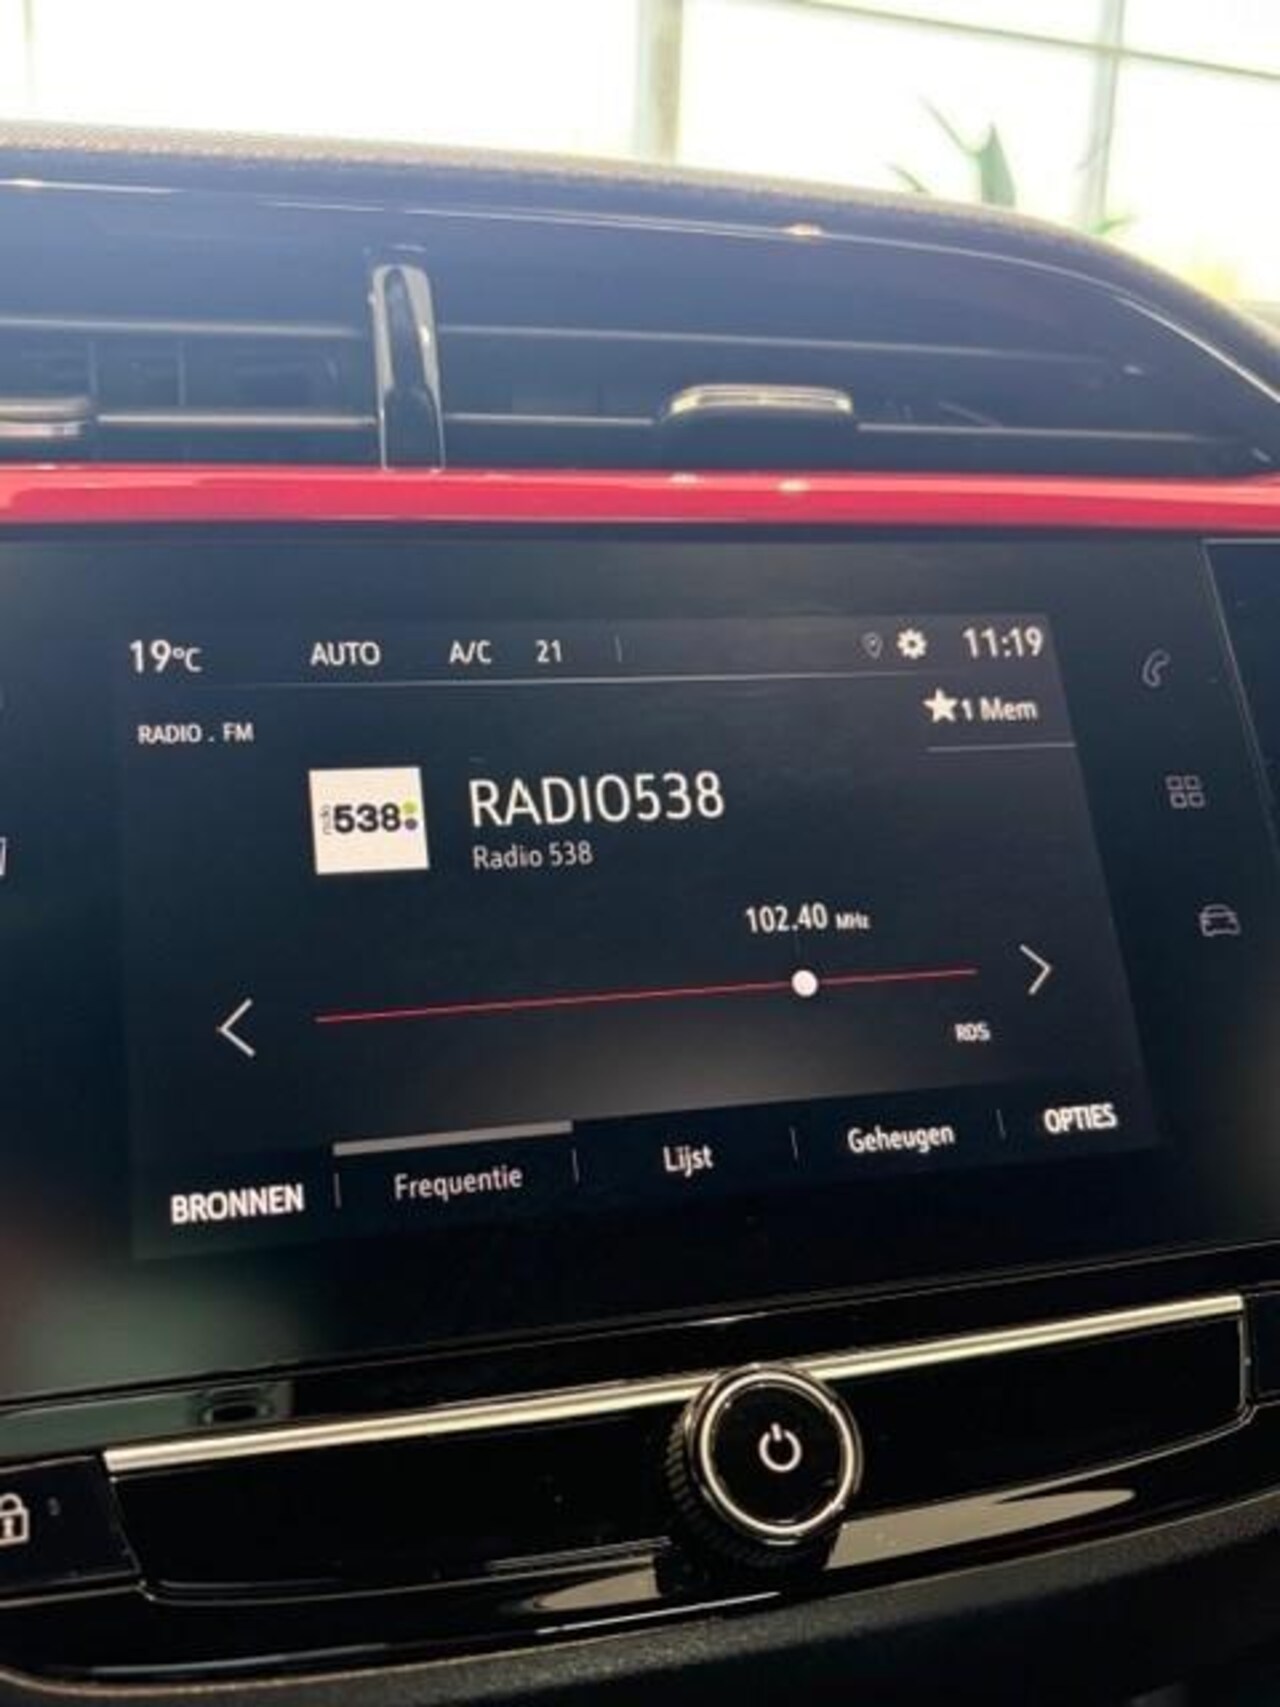 19°C AUTO A/C 21 11:19
★1 Mem
RADIO . FM
538
RADIO538
Radio 538
102.40 MHz
RDS
BRONNEN Frequentie Lijst Geheugen OPTIES